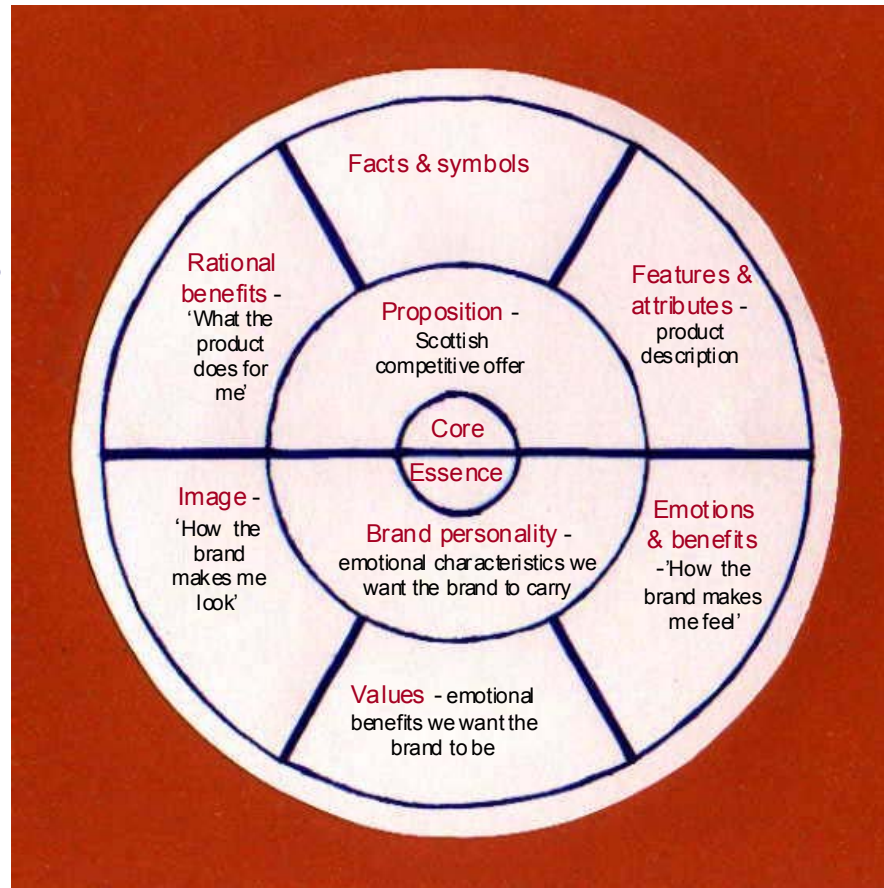 Facts & symbols
Rational
benefits -
‘What the
product
does for
me’
Proposition -
Scottish
competitive offer
Features &
attributes -
product
description
Core
Essence
Image -
‘How the
brand
makes me
look’
Brand personality -
emotional characteristics we
want the brand to carry
Emotions
& benefits
-’How the
brand makes
me feel’
Values - emotional
benefits we want the
brand to be